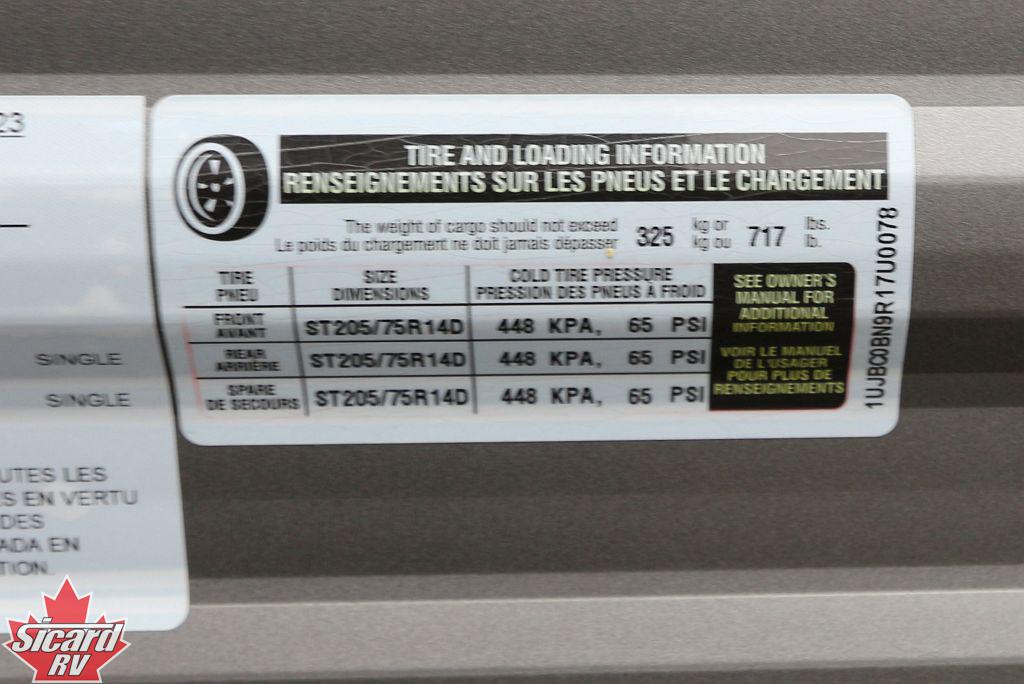 23
SINGLE
SINGLE
UTES LES
S EN VERTU
DES
ADA EN
TION.
TIRE AND LOADING INFORMATION
RENSEIGNEMENTS SUR LES PNEUS ET LE CHARGEMENT
The weight of cargo should not exceed 325 kg or 717 lbs.
Le poids du chargement ne doit jamais dépasser kg ou lb.
TIRE SIZE COLD TIRE PRESSURE
PNEU DIMENSIONS PRESSION DES PNEUS À FROID
FRONT
AVANT ST205/75R14D 448 KPA, 65 PSI
REAR
ARRIÈRE ST205/75R14D 448 KPA, 65 PSI
SPARE
DE SECOURS ST205/75R14D 448 KPA, 65 PSI
SEE OWNER'S
MANUAL FOR
ADDITIONAL
INFORMATION
VOIR LE MANUEL
DE L'USAGER
POUR PLUS DE
RENSEIGNEMENTS
1UJBC0BN9R17U0078
Sicard
RV